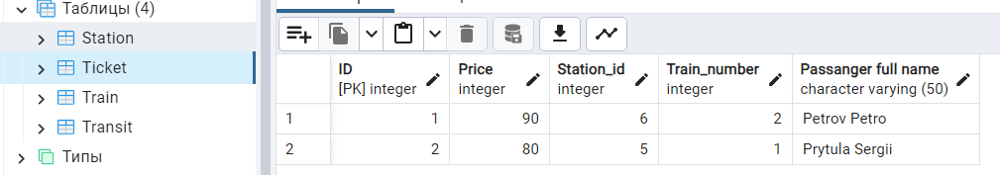 Таблицы (4)
Station
Ticket
Train
Transit
Типы
ID Price Station_id Train_number Passanger full name
[PK] integer integer integer integer character varying (50)
1 1 90 6 2 Petrov Petro
2 2 80 5 1 Prytula Sergii